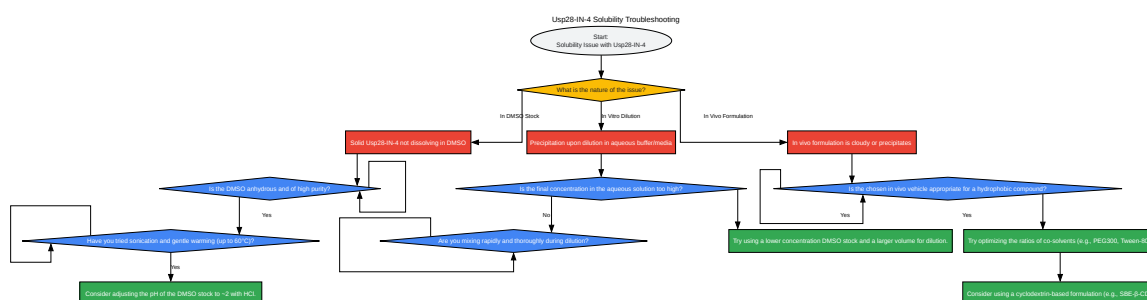 Usp28-IN-4 Solubility Troubleshooting
Start:
Solubility Issue with Usp28-IN-4
What is the nature of the issue?
In DMSO Stock
In Vitro Dilution
In Vivo Formulation
Solid Usp28-IN-4 not dissolving in DMSO
Precipitation upon dilution in aqueous buffer/media
In vivo formulation is cloudy or precipitates
Is the DMSO anhydrous and of high purity?
Is the final concentration in the aqueous solution too high?
Is the chosen in vivo vehicle appropriate for a hydrophobic compound?
Yes
No
Yes
Yes
Have you tried sonication and gentle warming (up to 60°C)?
Are you mixing rapidly and thoroughly during dilution?
Try using a lower concentration DMSO stock and a larger volume for dilution.
Try optimizing the ratios of co-solvents (e.g., PEG300, Tween-80
Yes
Consider adjusting the pH of the DMSO stock to ~2 with HCl.
Consider using a cyclodextrin-based formulation (e.g., SBE-β-CD